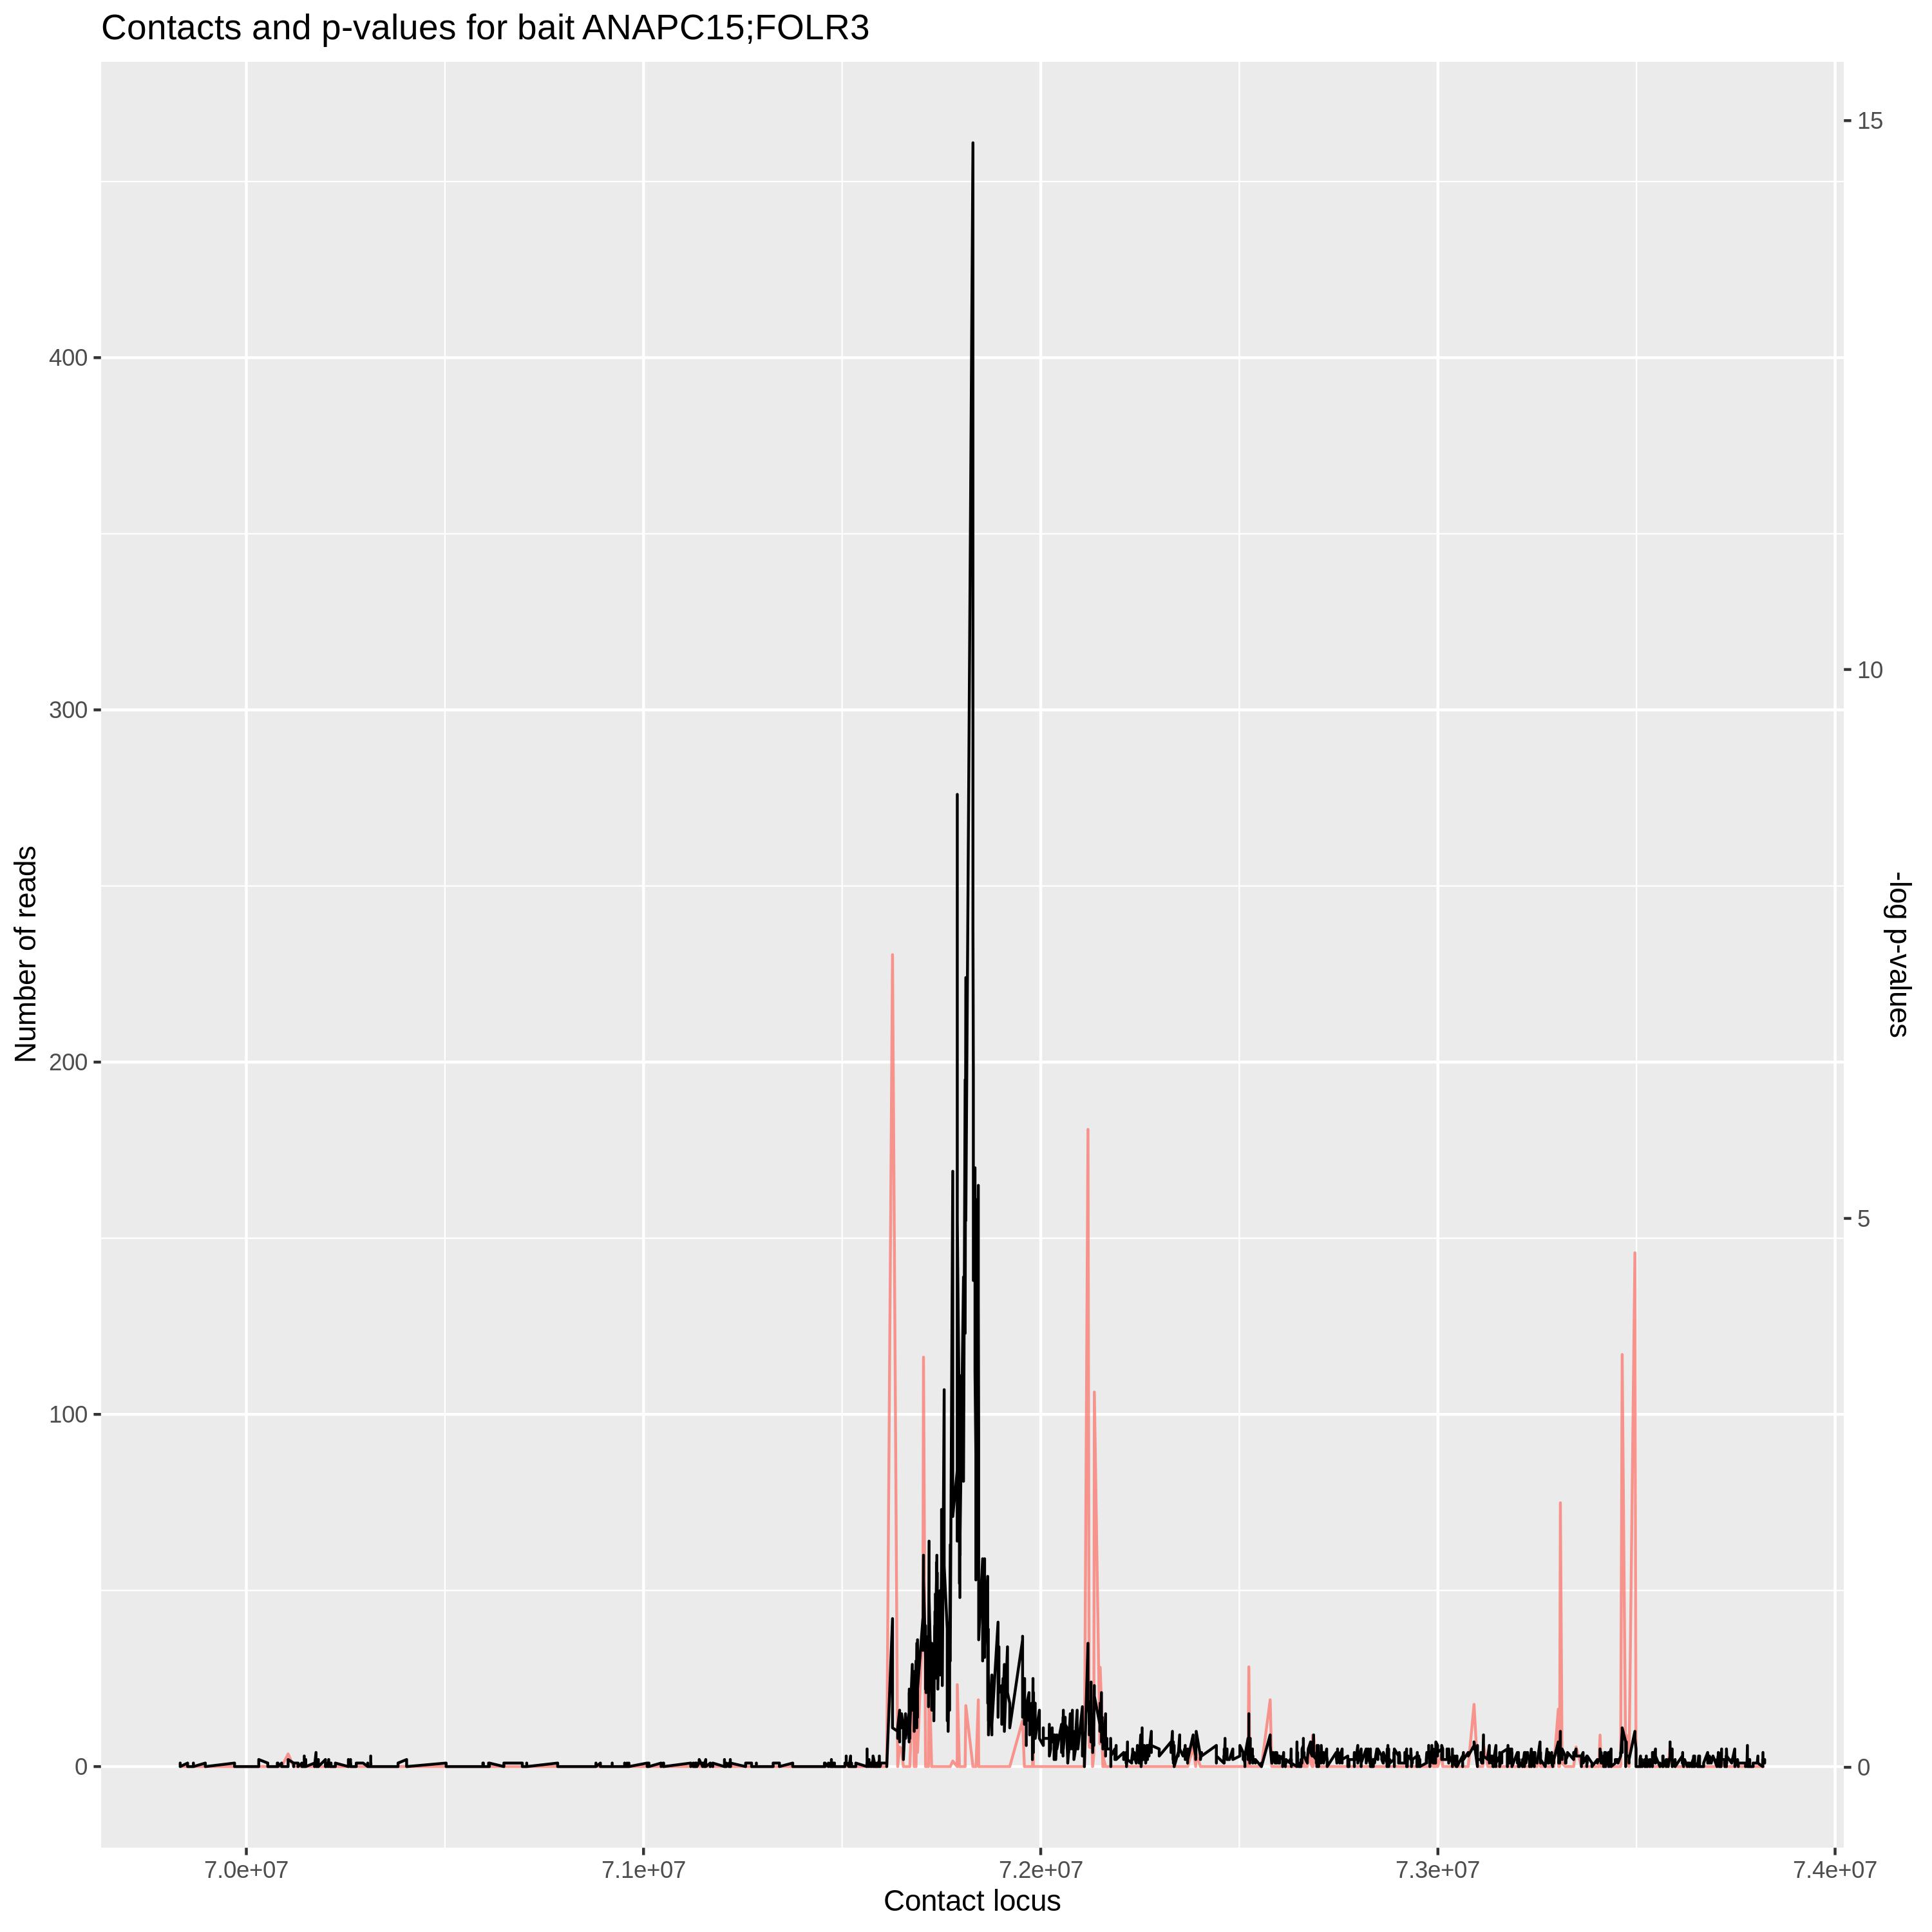 Contacts and p-values for bait ANAPC15;FOLR3
Number of reads
400
300
200
100
0
15
10
5
0
-log p-values
7.0e+07
7.1e+07
7.2e+07
7.3e+07
7.4e+07
Contact locus